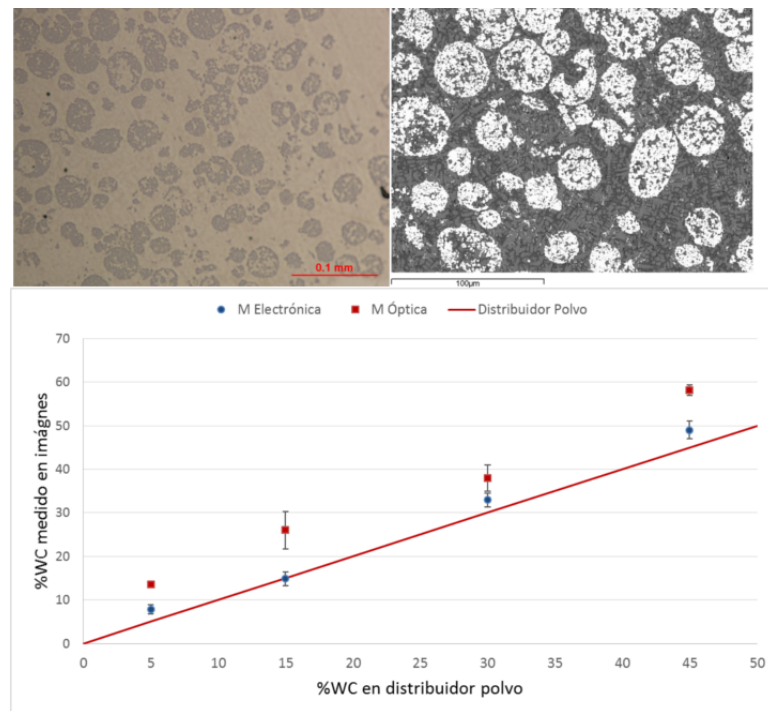 0.1 mm
100µm
M Electrónica M Óptica Distribuidor Polvo
70
60
50
40
30
20
10
0
%WC medido en imágnes
0 5 10 15 20 25 30 35 40 45 50
%WC en distribuidor polvo